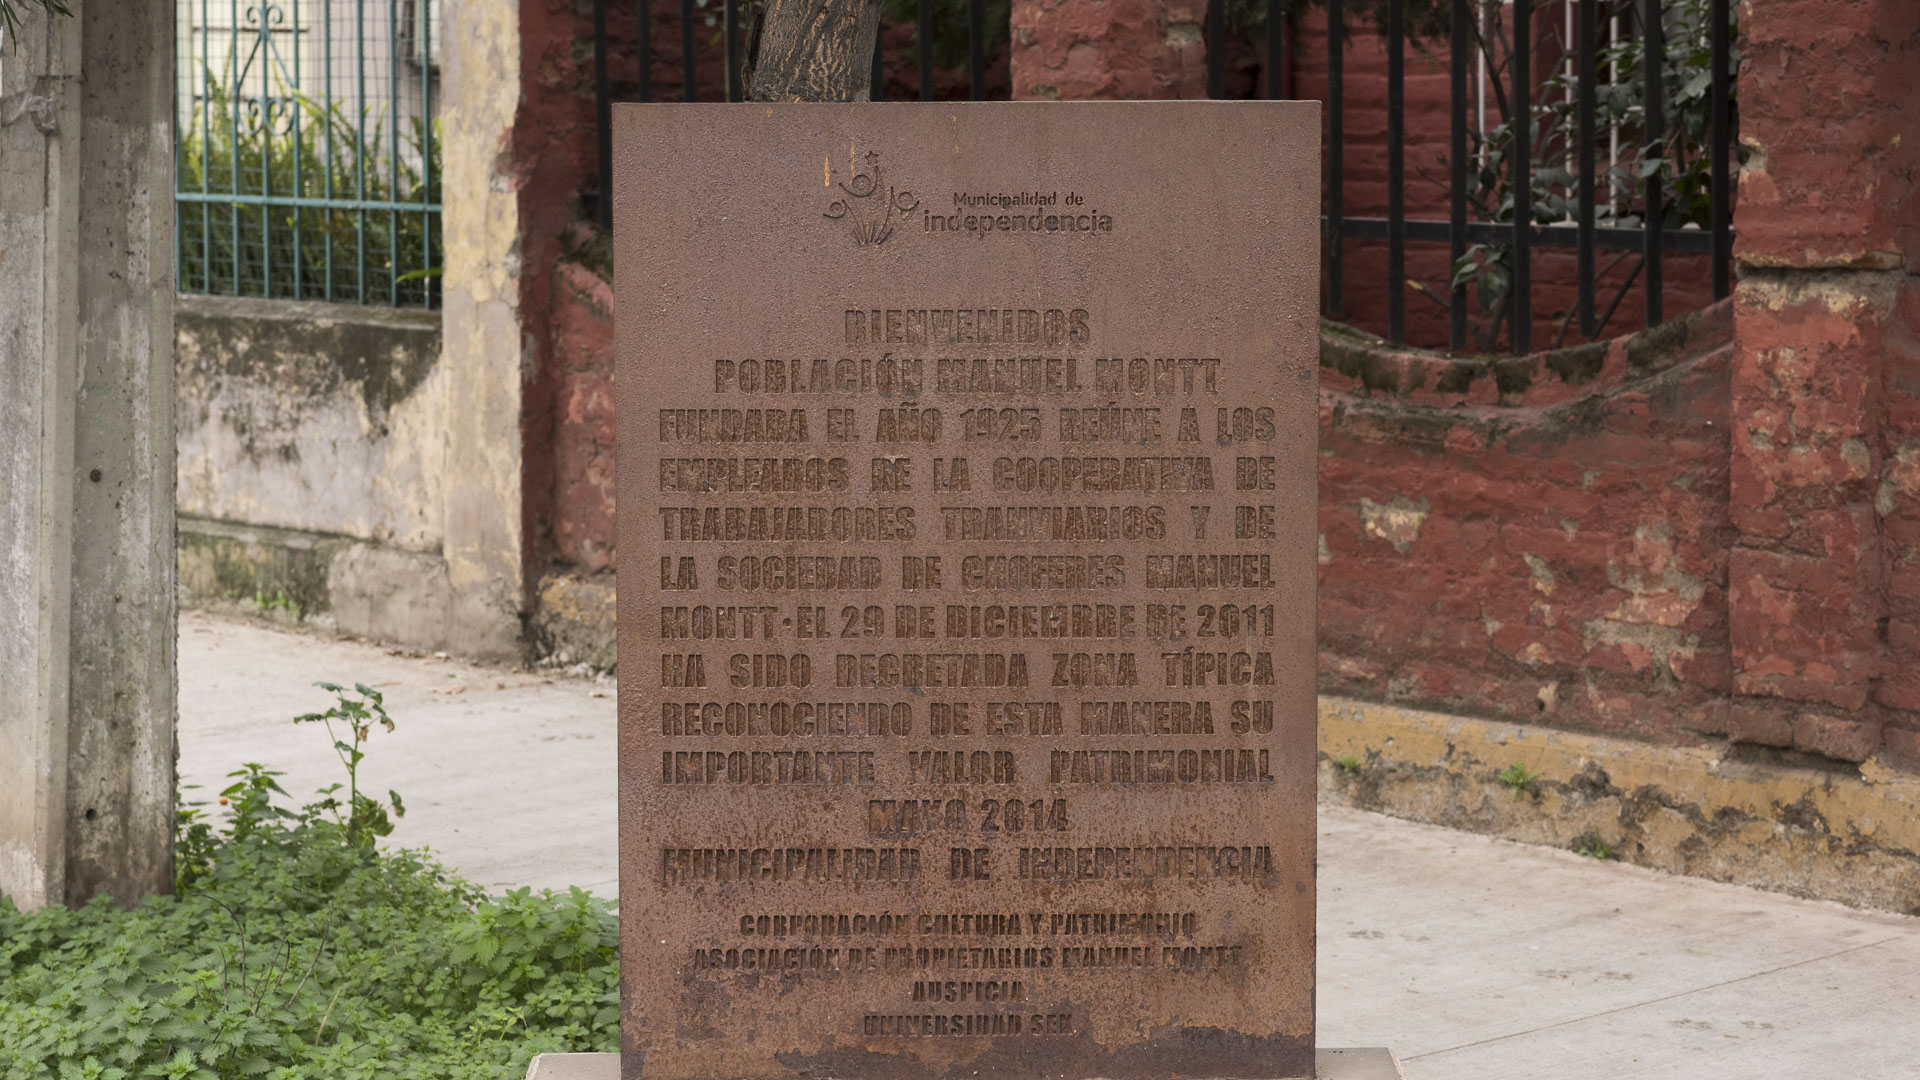 Municipalidad de
independencia
BIENVENIDOS
POBLACIÓN MANUEL MONTT
FUNDADA EL AÑO 1925 REÚNE A LOS
EMPLEADOS DE LA COOPERATIVA DE
TRABAJADORES TRANVIARIOS Y DE
LA SOCIEDAD DE CHOFERES MANUEL
MONTT·EL 29 DE DICIEMBRE DE 2011
HA SIDO DECRETADA ZONA TÍPICA
RECONOCIENDO DE ESTA MANERA SU
IMPORTANTE VALOR PATRIMONIAL
MAYO 2014
MUNICIPALIDAD DE INDEPENDENCIA
CORPORACIÓN CULTURA Y PATRIMONIO
ASOCIACIÓN DE PROPIETARIOS MANUEL MONTT
AUSPICIA
UNIVERSIDAD SEK